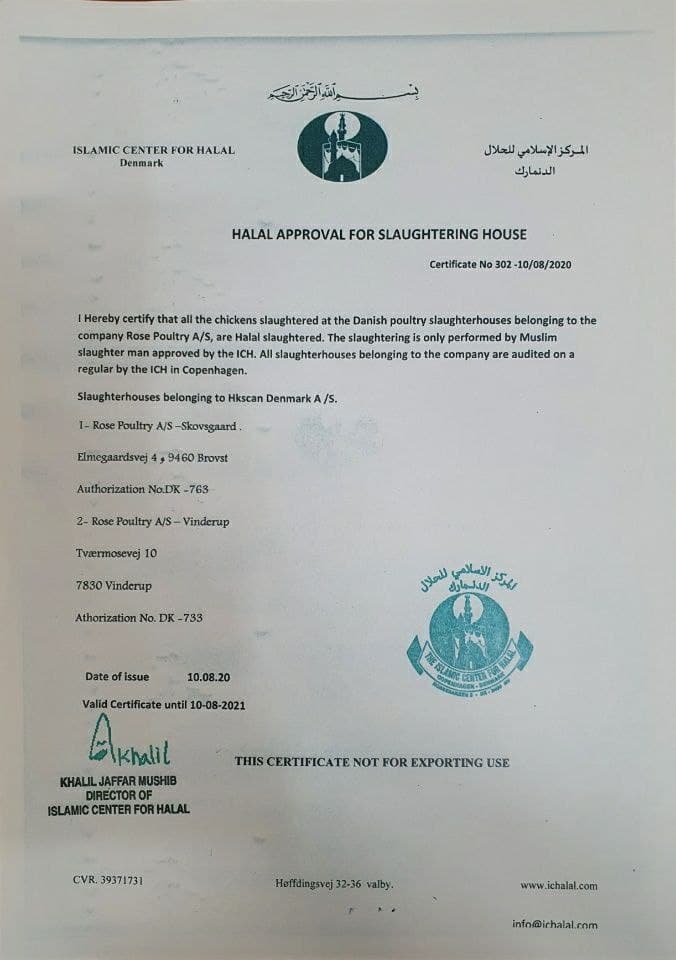 بسم الله الرحمن الرحيم
ISLAMIC CENTER FOR HALAL
Denmark
المركز الإسلامي للحلال
الدنمارك
HALAL APPROVAL FOR SLAUGHTERING HOUSE
Certificate No 302 -10/08/2020
I Hereby certify that all the chickens slaughtered at the Danish poultry slaughterhouses belonging to the
company Rose Poultry A/S, are Halal slaughtered. The slaughtering is only performed by Muslim
slaughter man approved by the ICH. All slaughterhouses belonging to the company are audited on a
regular by the ICH in Copenhagen.
Slaughterhouses belonging to Hkscan Denmark A /S.
1- Rose Poultry A/S –Skovsgaard .
Elmegaardsvej 4 و 9460 Brovst
Authorization No.DK -763
2- Rose Poultry A/S – Vinderup
Tværmosevej 10
7830 Vinderup
Athorization No. DK -733
المركز الاسلامي للحلال
الدنمارك
THE ISLAMIC CENTER FOR HALAL
COPENHAGEN - DENMARK
Date of issue 10.08.20
Valid Certificate until 10-08-2021
Akhalil
THIS CERTIFICATE NOT FOR EXPORTING USE
KHALIL JAFFAR MUSHIB
DIRECTOR OF
ISLAMIC CENTER FOR HALAL
CVR. 39371731
Høffdingsvej 32-36 valby.
www.ichalal.com
info@ichalal.com